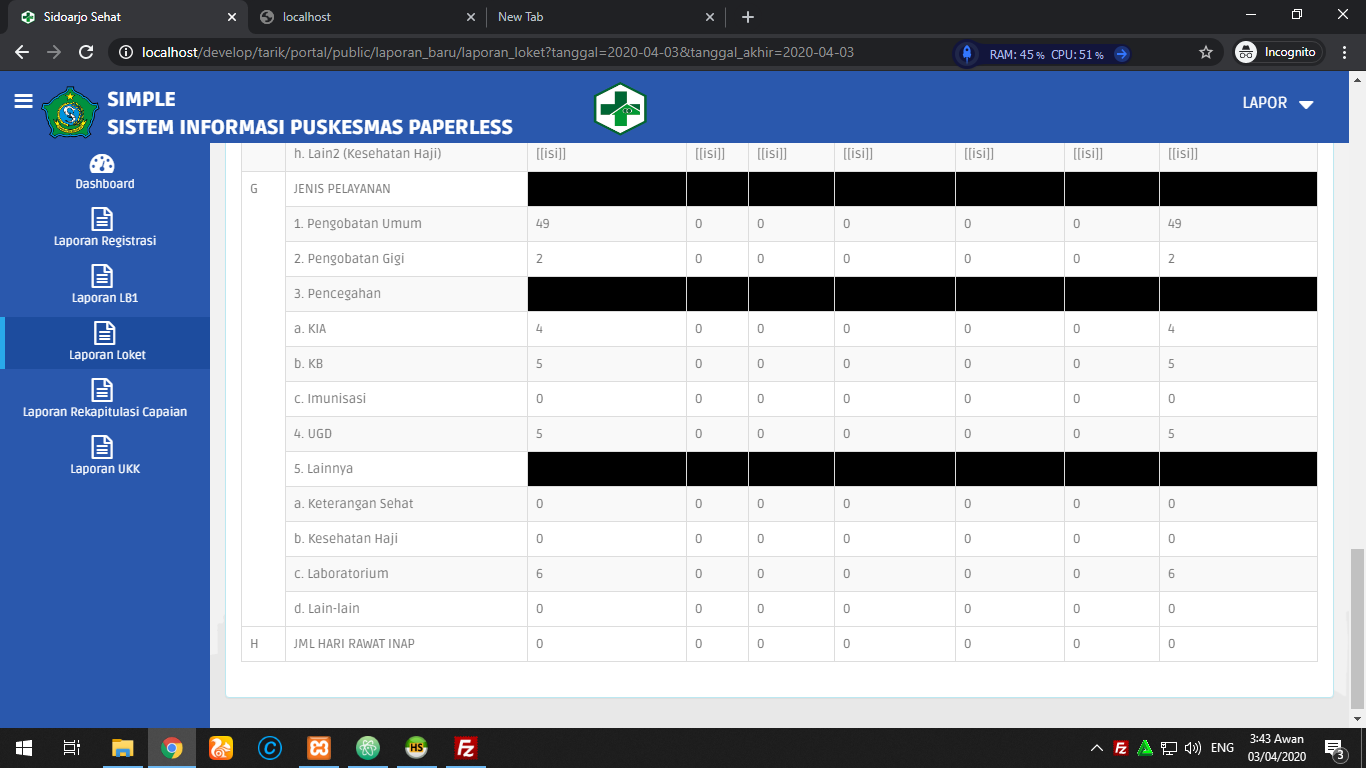 Sidoarjo Sehat
localhost
New Tab
localhost/develop/tarik/portal/public/laporan_baru/laporan_loket?tanggal=2020-04-03&tanggal_akhir=2020-04-03
RAM: 45 % CPU: 51 %
Incognito
SIMPLE
SISTEM INFORMASI PUSKESMAS PAPERLESS
LAPOR
Dashboard
Laporan Registrasi
Laporan LB1
Laporan Loket
Laporan Rekapitulasi Capaian
Laporan UKK
h. Lain2 (Kesehatan Haji) [[isi]] [[isi]] [[isi]] [[isi]] [[isi]] [[isi]] [[isi]]
G JENIS PELAYANAN
1. Pengobatan Umum 49 0 0 0 0 0 49
2. Pengobatan Gigi 2 0 0 0 0 0 2
3. Pencegahan
a. KIA 4 0 0 0 0 0 4
b. KB 5 0 0 0 0 0 5
c. Imunisasi 0 0 0 0 0 0 0
4. UGD 5 0 0 0 0 0 5
5. Lainnya
a. Keterangan Sehat 0 0 0 0 0 0 0
b. Kesehatan Haji 0 0 0 0 0 0 0
c. Laboratorium 6 0 0 0 0 0 6
d. Lain-lain 0 0 0 0 0 0 0
H JML HARI RAWAT INAP 0 0 0 0 0 0 0
HS
Fz
Fz
ENG
3:43 Awan
03/04/2020
3